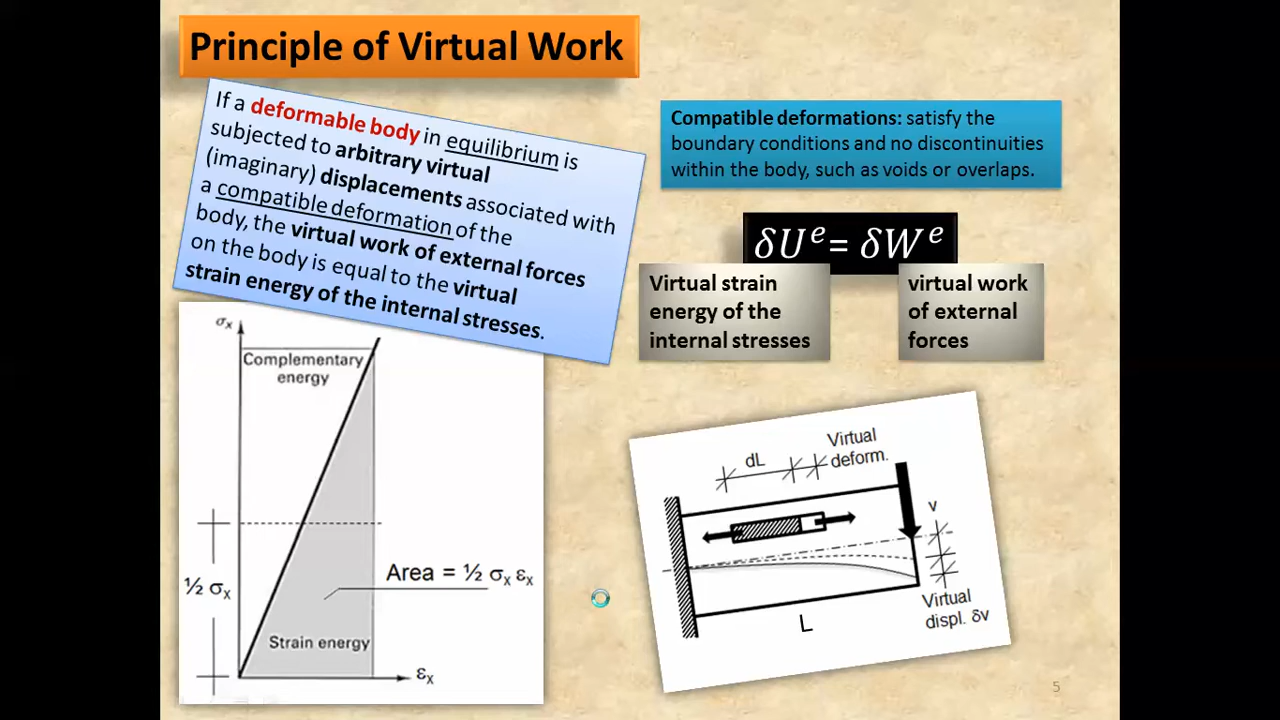 Principle of Virtual Work
If a deformable body in equilibrium is
subjected to arbitrary virtual
(imaginary) displacements associated with
a compatible deformation of the
body, the virtual work of external forces
on the body is equal to the virtual
strain energy of the internal stresses.
Compatible deformations: satisfy the
boundary conditions and no discontinuities
within the body, such as voids or overlaps.
δUᵉ= δWᵉ
Virtual strain
energy of the
internal stresses
virtual work
of external
forces
σx
Complementary
energy
½ σx
Area = ½ σx εx
Strain energy
εx
dL
Virtual
deform.
v
L
Virtual
displ. δv
5